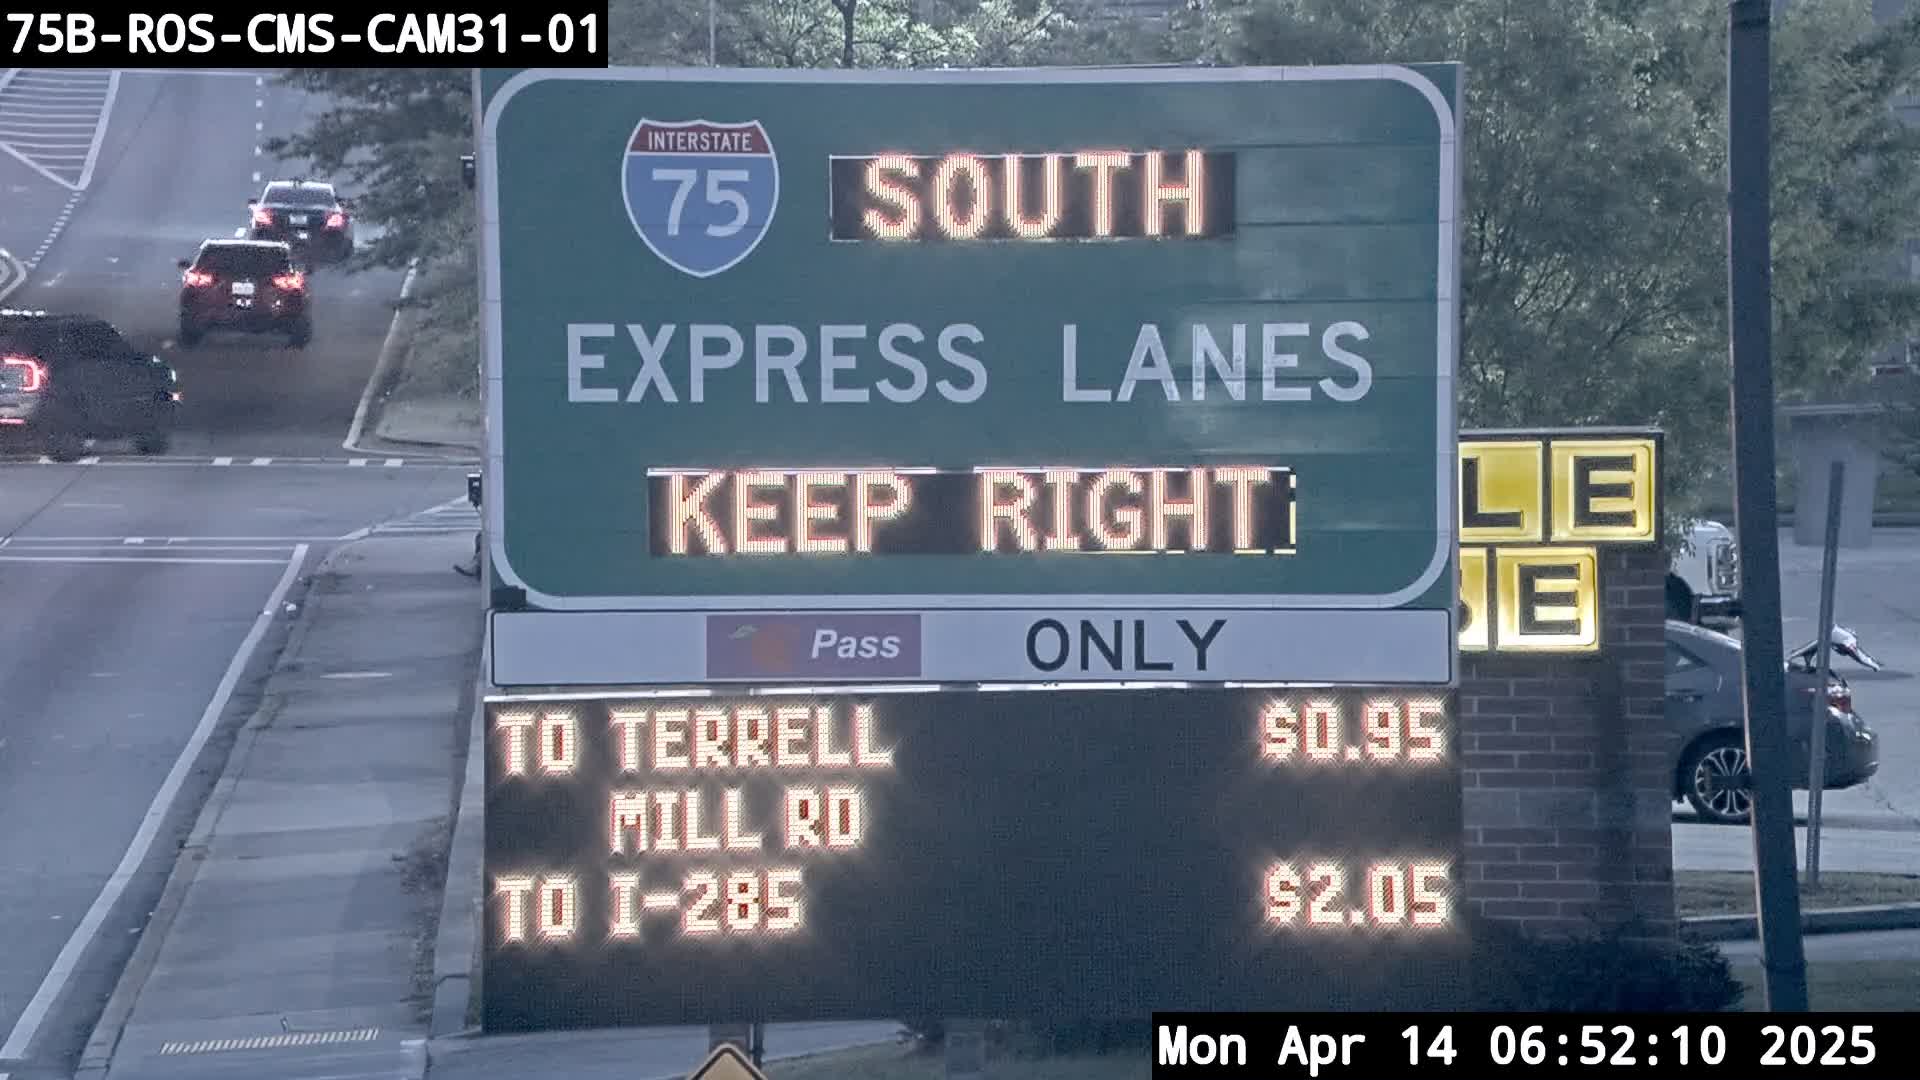 75B-ROS-CMS-CAM31-01
INTERSTATE
75
SOUTH
EXPRESS LANES
KEEP RIGHT
Pass ONLY
TO TERRELL $0.95
MILL RD
TO I-285 $2.05
LE
E
Mon Apr 14 06:52:10 2025